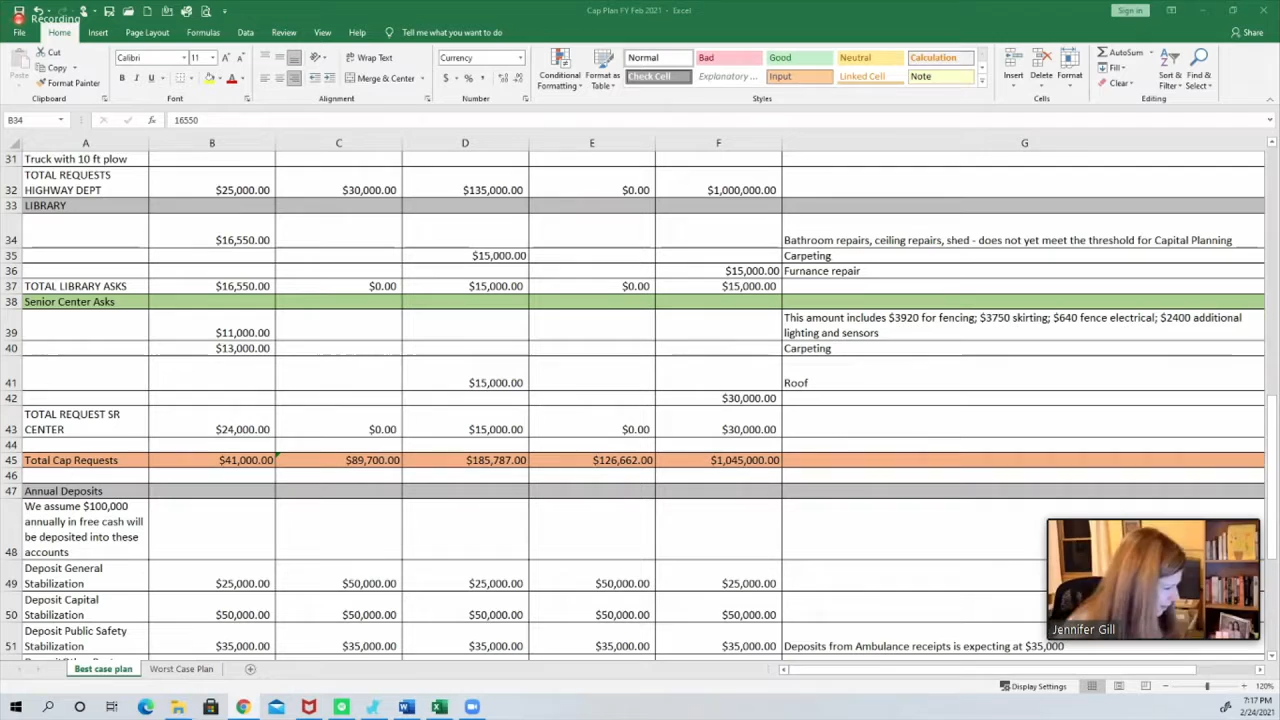 Recording
Cap Plan FY Feb 2021 - Excel
Sign in
File Home Insert Page Layout Formulas Data Review View Help Tell me what you want to do Share
Paste Cut Copy Format Painter
Clipboard
Calibri 11
B I U
Font
Wrap Text
Merge & Center
Alignment
Currency
$ % ,
Number
Conditional Formatting
Format as Table
Normal Bad Good Neutral Calculation
Check Cell Explanatory ... Input Linked Cell Note
Styles
Insert Delete Format
Cells
AutoSum
Fill
Clear
Sort & Filter
Find & Select
Editing
B34 fx 16550
A B C D E F G
31 Truck with 10 ft plow
TOTAL REQUESTS
32 HIGHWAY DEPT $25,000.00 $30,000.00 $135,000.00 $0.00 $1,000,000.00
33 LIBRARY
34 $16,550.00 Bathroom repairs, ceiling repairs, shed - does not yet meet the threshold for Capital Planning
35 $15,000.00 Carpeting
36 $15,000.00 Furnance repair
37 TOTAL LIBRARY ASKS $16,550.00 $0.00 $15,000.00 $0.00 $15,000.00
38 Senior Center Asks
This amount includes $3920 for fencing; $3750 skirting; $640 fence electrical; $2400 additional
39 $11,000.00 lighting and sensors
40 $13,000.00 Carpeting
41 $15,000.00 Roof
42 $30,000.00
TOTAL REQUEST SR
43 CENTER $24,000.00 $0.00 $15,000.00 $0.00 $30,000.00
44
45 Total Cap Requests $41,000.00 $89,700.00 $185,787.00 $126,662.00 $1,045,000.00
46
47 Annual Deposits
We assume $100,000
annually in free cash will
be deposited into these
48 accounts
Deposit General
49 Stabilization $25,000.00 $50,000.00 $25,000.00 $50,000.00 $25,000.00
Deposit Capital
50 Stabilization $50,000.00 $50,000.00 $50,000.00 $50,000.00 $50,000.00
Deposit Public Safety
51 Stabilization $35,000.00 $35,000.00 $35,000.00 $35,000.00 $35,000.00 Deposits from Ambulance receipts is expecting at $35,000
Jennifer Gill
Best case plan Worst Case Plan
Display Settings 120%
7:17 PM
2/24/2021